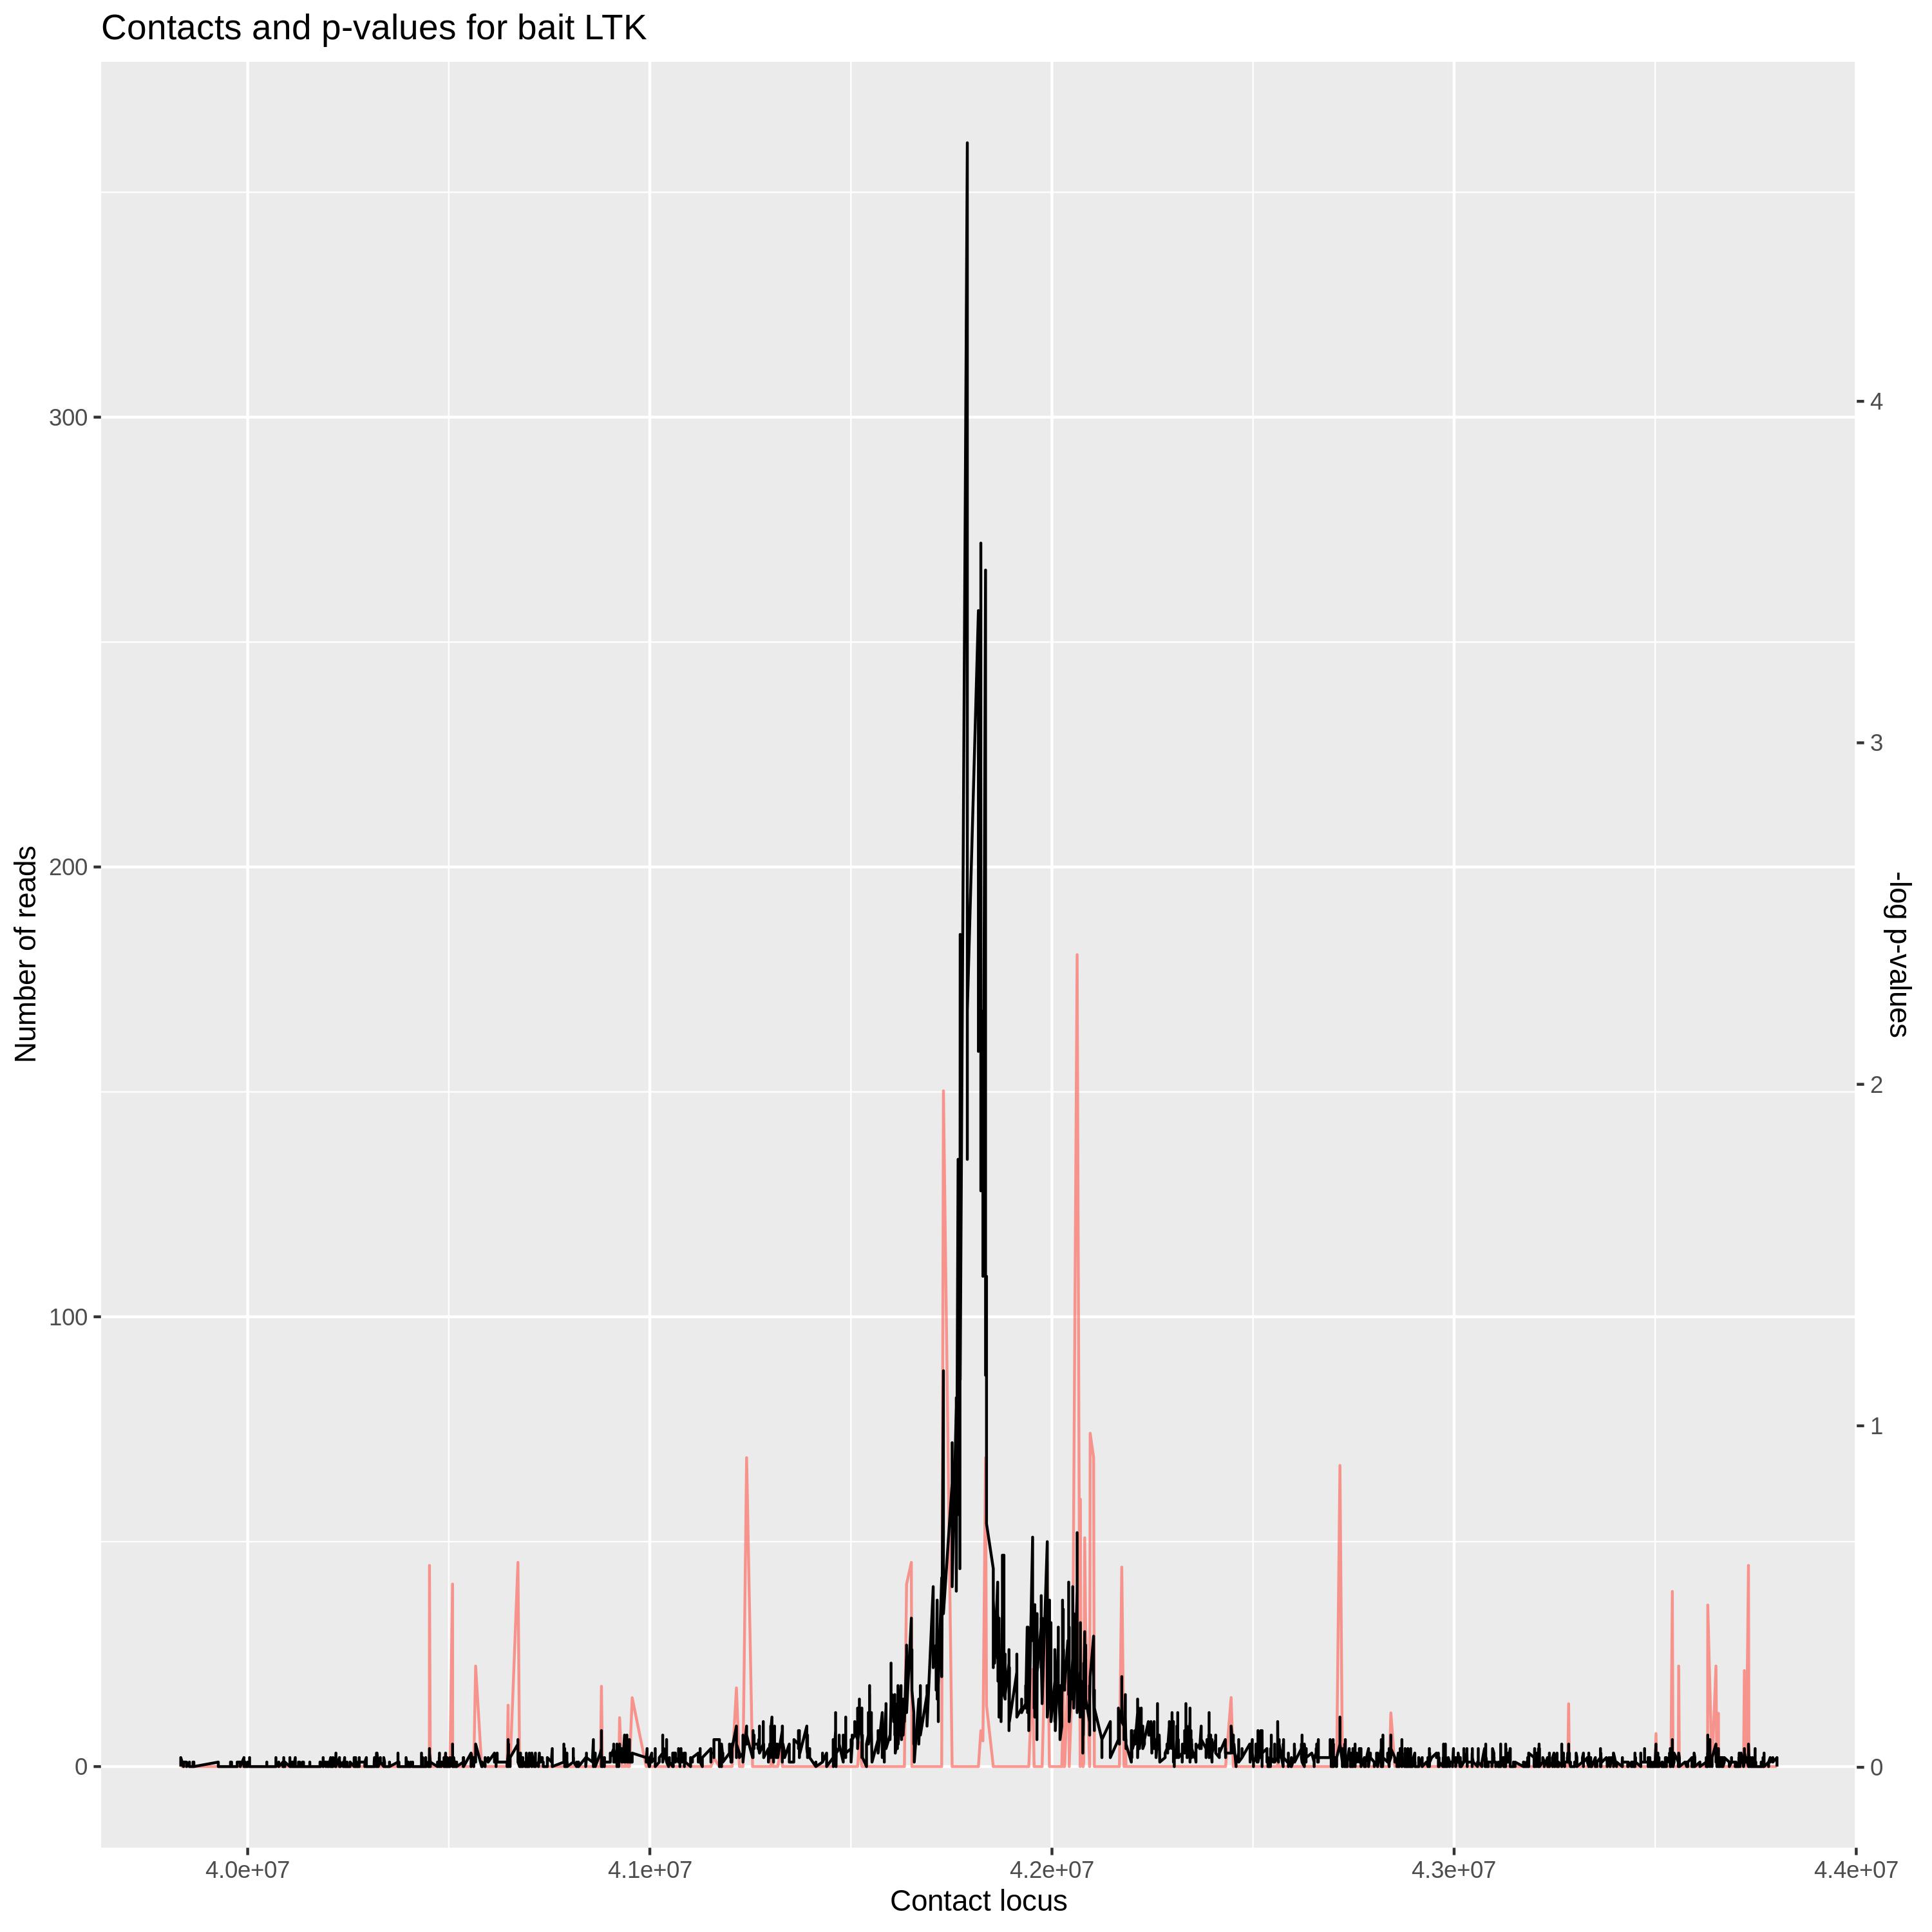 Contacts and p-values for bait LTK
Number of reads
300
200
100
0
4
3
2
1
0
-log p-values
4.0e+07
4.1e+07
4.2e+07
4.3e+07
4.4e+07
Contact locus